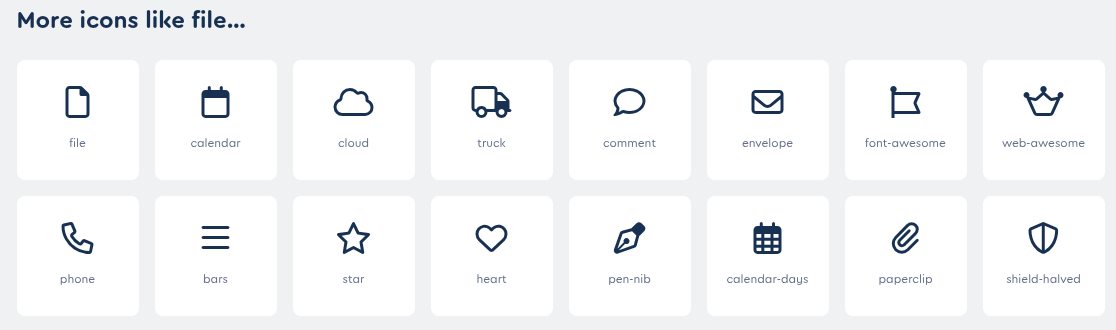 More icons like file...
file calendar cloud truck comment envelope font-awesome web-awesome
phone bars star heart pen-nib calendar-days paperclip shield-halved